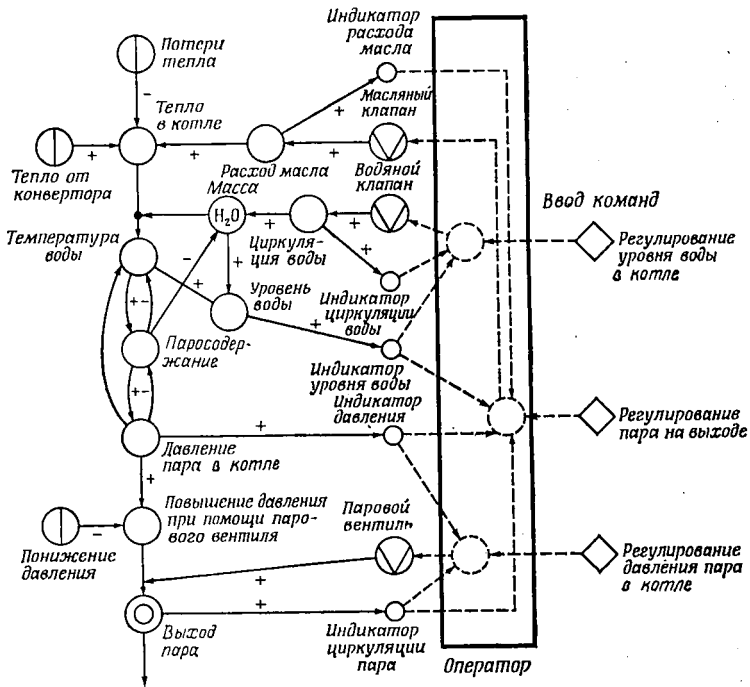 Индикатор
расхода
масла
Потери
тепла
Тепло
в котле
Масляный
клапан
Тепло от
конвертора
Расход масла
Водяной
клапан
Масса
H₂O
Ввод команд
Температура
воды
Циркуля-
ция воды
Регулирование
уровня воды
в котле
Уровень
воды
Индикатор
циркуляции
воды
Паросодер-
жание
Индикатор
уровня воды
Индикатор
давления
Регулирование
пара на выходе
Давление
пара в котле
Повышение давления
при помощи паро-
вого вентиля
Паровой
вентиль
Понижение
давления
Регулирование
давления пара
в котле
Выход
пара
Индикатор
циркуляции
пара
Оператор